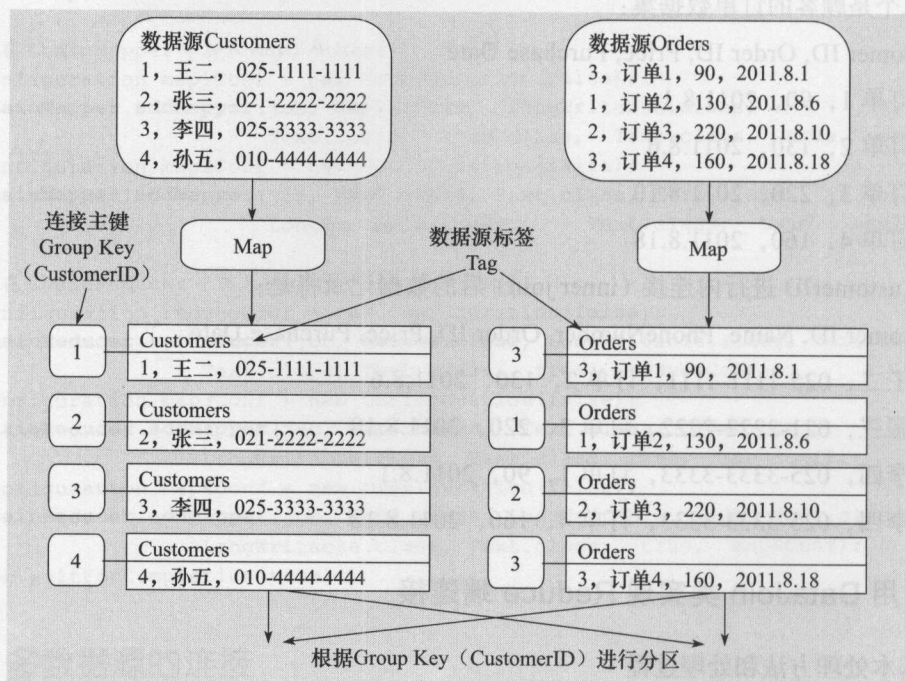 数据源Customers
1，王二，025-1111-1111
2，张三，021-2222-2222
3，李四，025-3333-3333
4，孙五，010-4444-4444
数据源Orders
3，订单1，90，2011.8.1
1，订单2，130，2011.8.6
2，订单3，220，2011.8.10
3，订单4，160，2011.8.18
连接主键
Group Key
（CustomerID）
Map
数据源标签
Tag
Map
1
Customers
1，王二，025-1111-1111
2
Customers
2，张三，021-2222-2222
3
Customers
3，李四，025-3333-3333
4
Customers
4，孙五，010-4444-4444
3
Orders
3，订单1，90，2011.8.1
1
Orders
1，订单2，130，2011.8.6
2
Orders
2，订单3，220，2011.8.10
3
Orders
3，订单4，160，2011.8.18
根据Group Key（CustomerID）进行分区